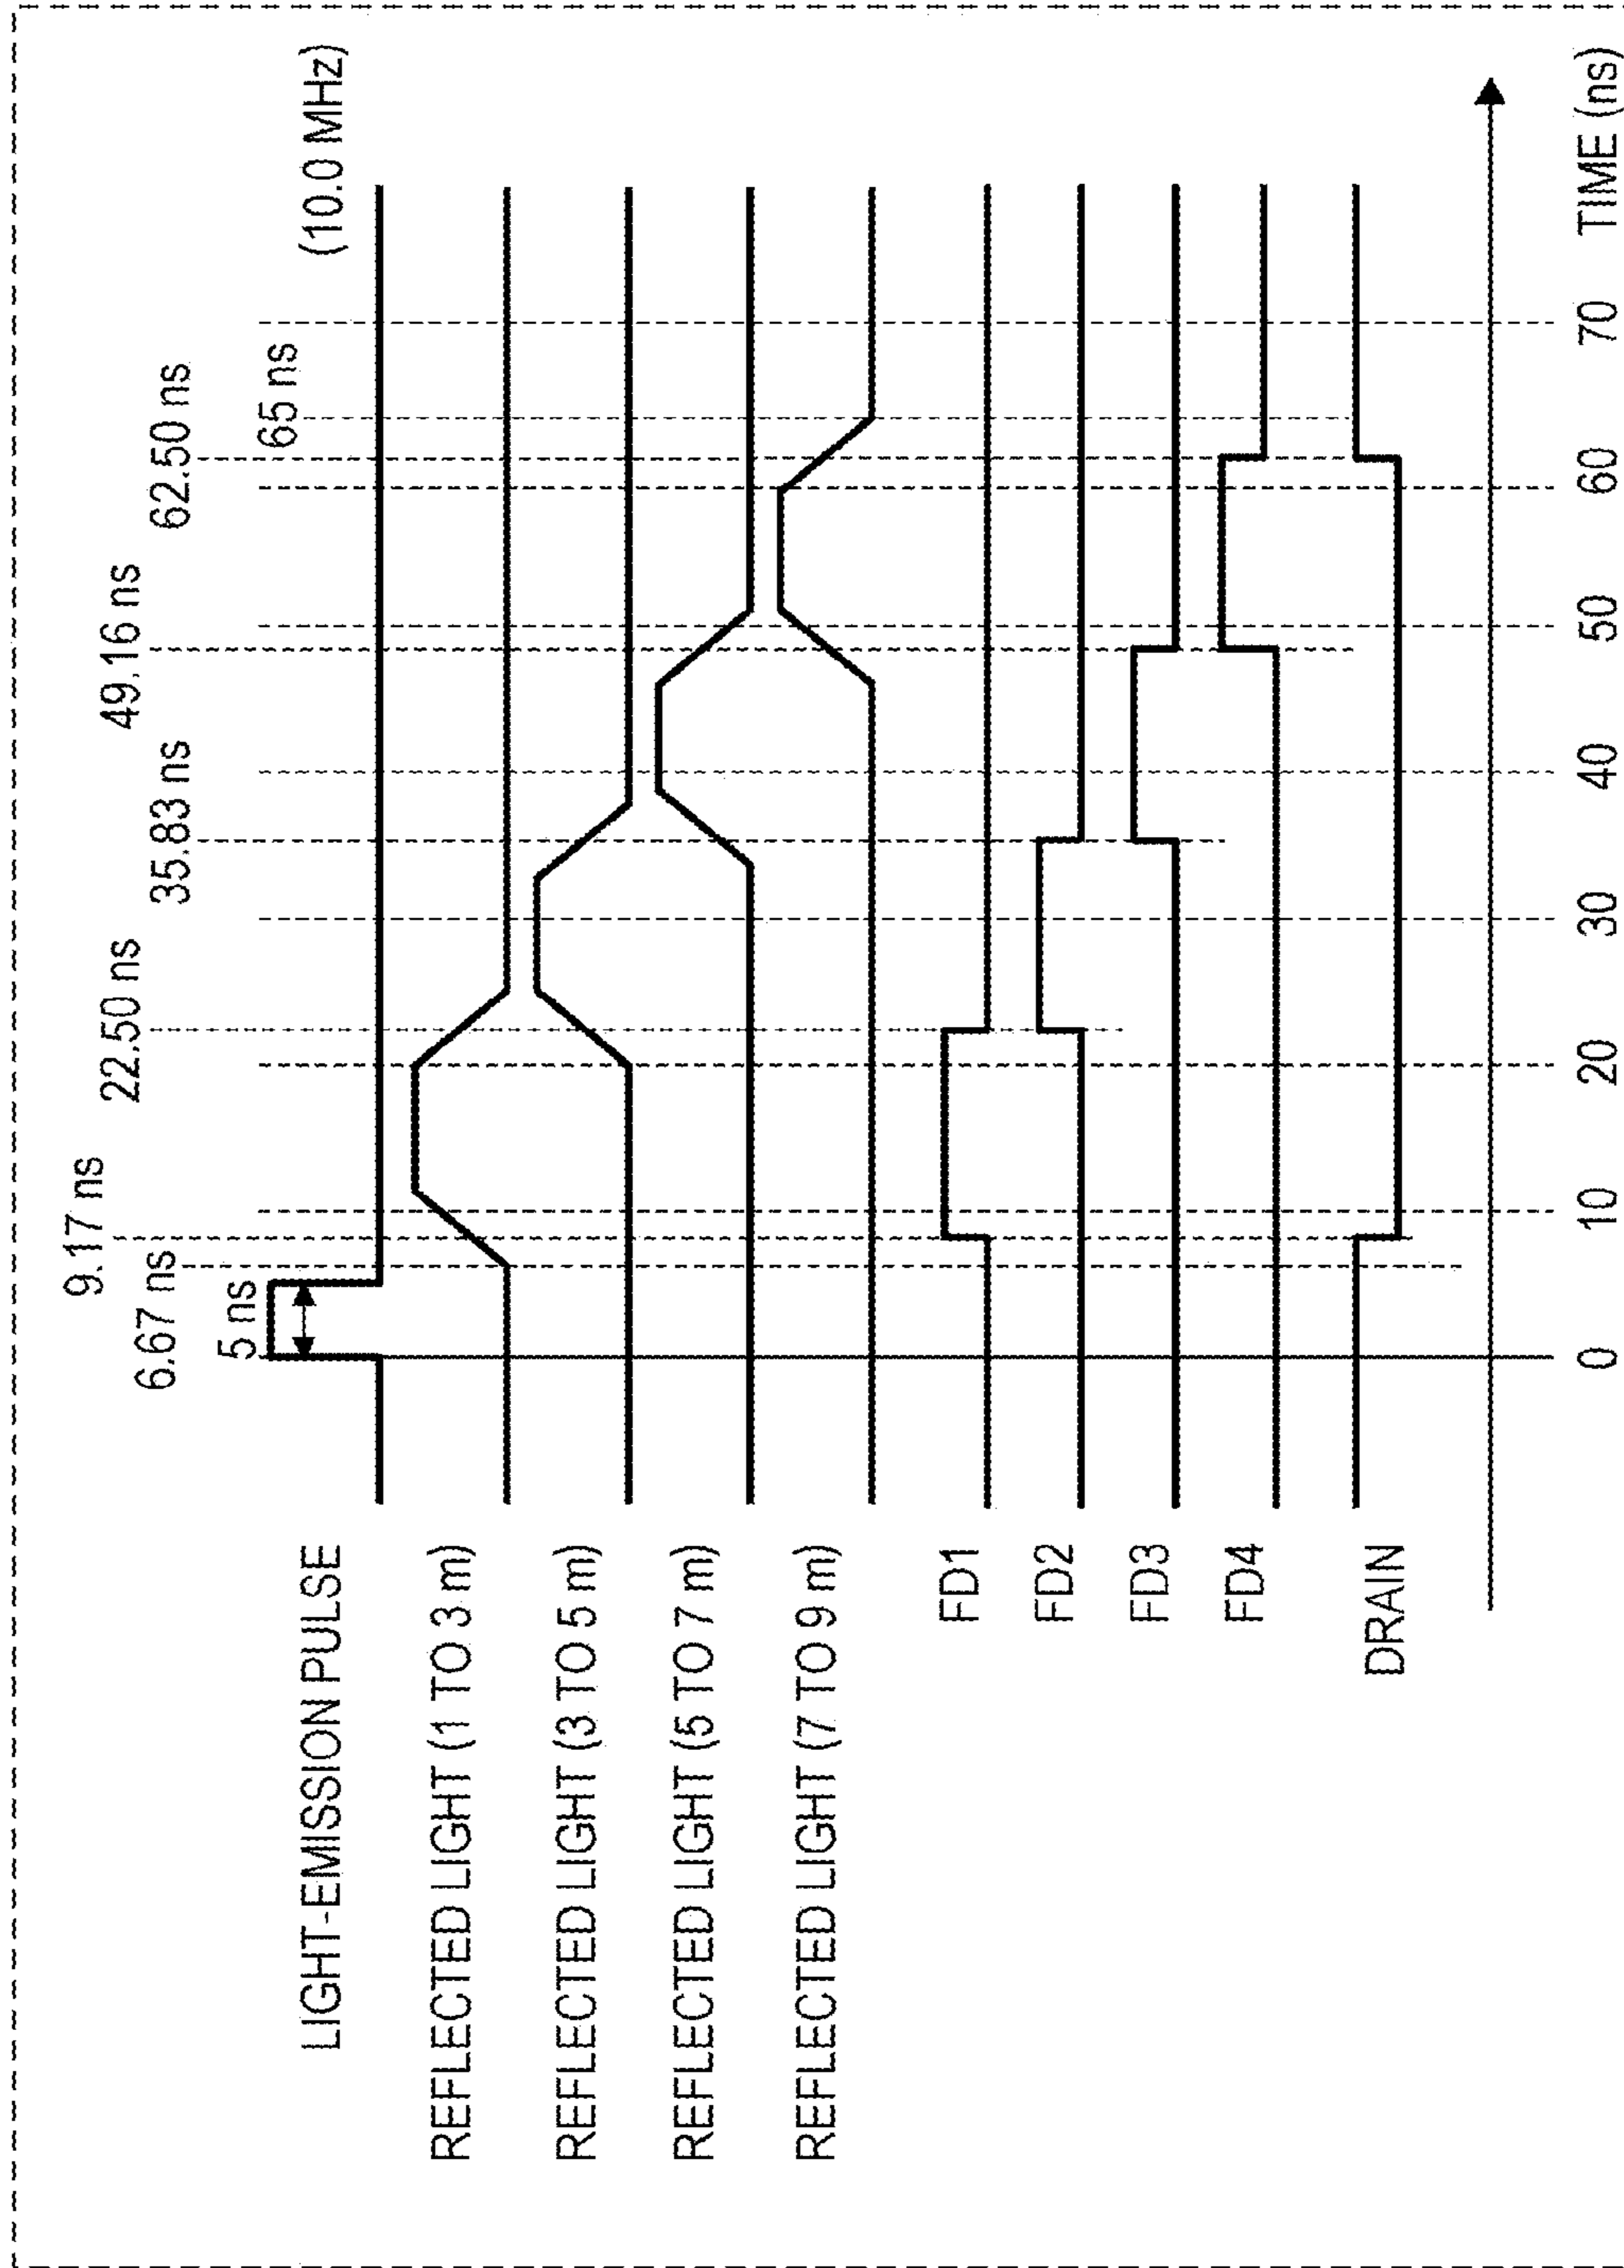 9.17 ns
22.50 ns
35.83 ns
49.16 ns
62.50 ns
6.67 ns
5 ns
65 ns
(10.0 MHz)
LIGHT-EMISSION PULSE
REFLECTED LIGHT (1 TO 3 m)
REFLECTED LIGHT (3 TO 5 m)
REFLECTED LIGHT (5 TO 7 m)
REFLECTED LIGHT (7 TO 9 m)
FD1
FD2
FD3
FD4
DRAIN
0 10 20 30 40 50 60 70 TIME (ns)